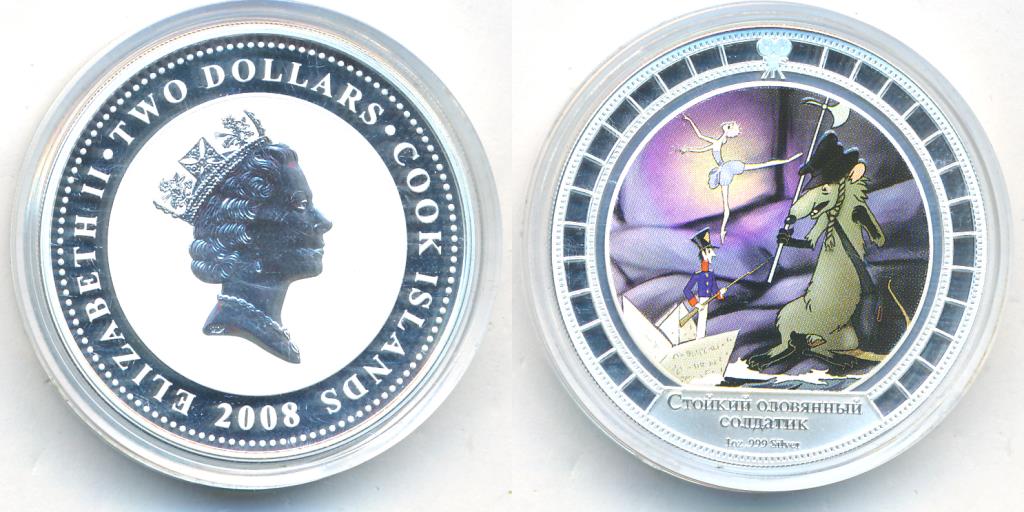 ELIZABETH II • TWO DOLLARS • COOK ISLANDS
2008
Стойкий оловянный
солдатик
1oz. 999 Silver